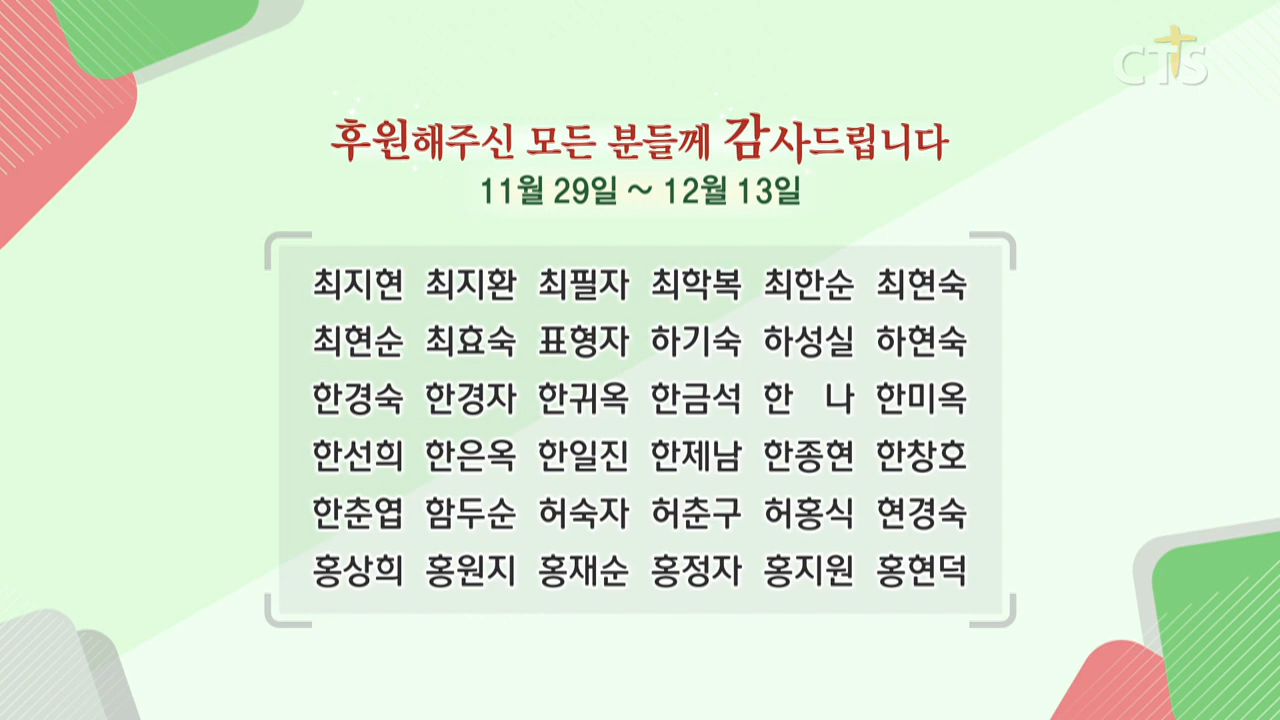 CTS
후원해주신 모든 분들께 감사드립니다
11월 29일 ~ 12월 13일
최지현 최지환 최필자 최학복 최한순 최현숙
최현순 최효숙 표형자 하기숙 하성실 하현숙
한경숙 한경자 한귀옥 한금석 한 나 한미옥
한선희 한은옥 한일진 한제남 한종현 한창호
한춘엽 함두순 허숙자 허춘구 허홍식 현경숙
홍상희 홍원지 홍재순 홍정자 홍지원 홍현덕